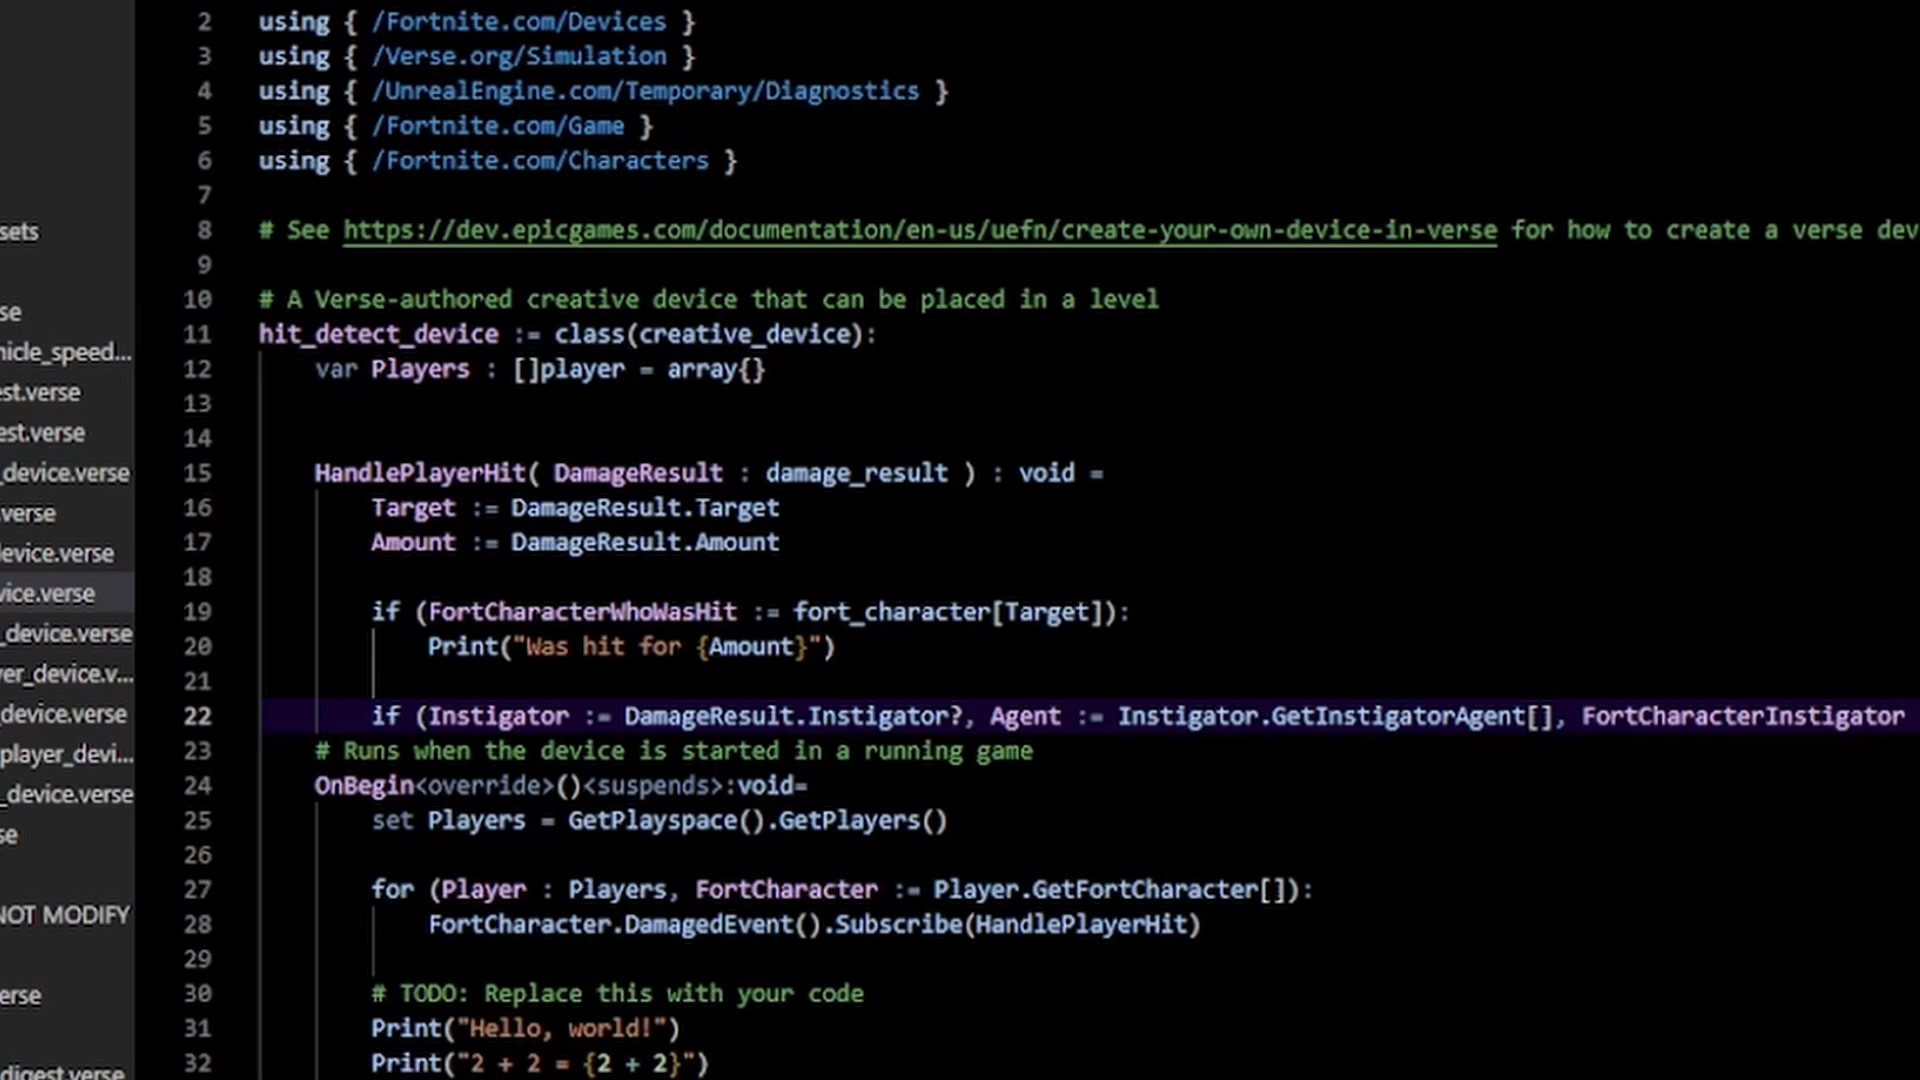 2 using { /Fortnite.com/Devices }
3 using { /Verse.org/Simulation }
4 using { /UnrealEngine.com/Temporary/Diagnostics }
5 using { /Fortnite.com/Game }
6 using { /Fortnite.com/Characters }
7
sets
8 # See https://dev.epicgames.com/documentation/en-us/uefn/create-your-own-device-in-verse for how to create a verse dev
9
10 # A Verse-authored creative device that can be placed in a level
se
11 hit_detect_device := class(creative_device):
nicle_speed...
12 var Players : []player = array{}
est.verse
13
est.verse
14
_device.verse
15 HandlePlayerHit( DamageResult : damage_result ) : void =
.verse
16 Target := DamageResult.Target
device.verse
17 Amount := DamageResult.Amount
18
vice.verse
19 if (FortCharacterWhoWasHit := fort_character[Target]):
_device.verse
20 Print("Was hit for {Amount}")
ver_device.v...
21
_device.verse
22 if (Instigator := DamageResult.Instigator?, Agent := Instigator.GetInstigatorAgent[], FortCharacterInstigator
player_devi...
23 # Runs when the device is started in a running game
_device.verse
24 OnBegin<override>()<suspends>:void=
se
25 set Players = GetPlayspace().GetPlayers()
26
27 for (Player : Players, FortCharacter := Player.GetFortCharacter[]):
NOT MODIFY
28 FortCharacter.DamagedEvent().Subscribe(HandlePlayerHit)
29
erse
30 # TODO: Replace this with your code
31 Print("Hello, world!")
32 Print("2 + 2 = {2 + 2}")
digest.verse